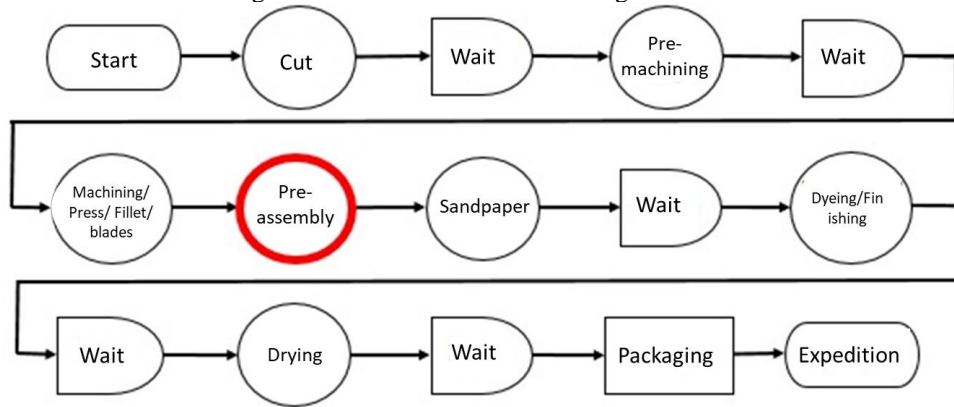 Start
Cut
Wait
Pre-
machining
Wait
Machining/
Press/ Fillet/
blades
Pre-
assembly
Sandpaper
Wait
Dyeing/Fin
ishing
Wait
Drying
Wait
Packaging
Expedition